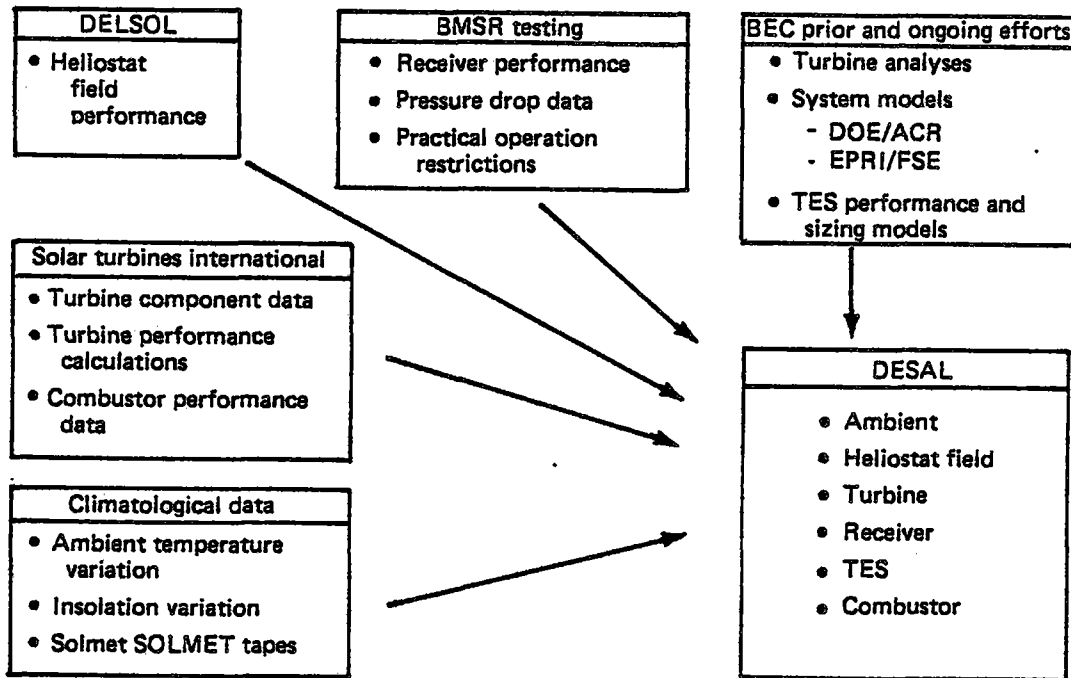 DELSOL
• Heliostat
field
performance
BMSR testing
• Receiver performance
• Pressure drop data
• Practical operation
restrictions
BEC prior and ongoing efforts
• Turbine analyses
• System models
- DOE/ACR
- EPRI/FSE
• TES performance and
sizing models
Solar turbines international
• Turbine component data
• Turbine performance
calculations
• Combustor performance
data
Climatological data
• Ambient temperature
variation
• Insolation variation
• Solmet SOLMET tapes
DESAL
• Ambient
• Heliostat field
• Turbine
• Receiver
• TES
• Combustor